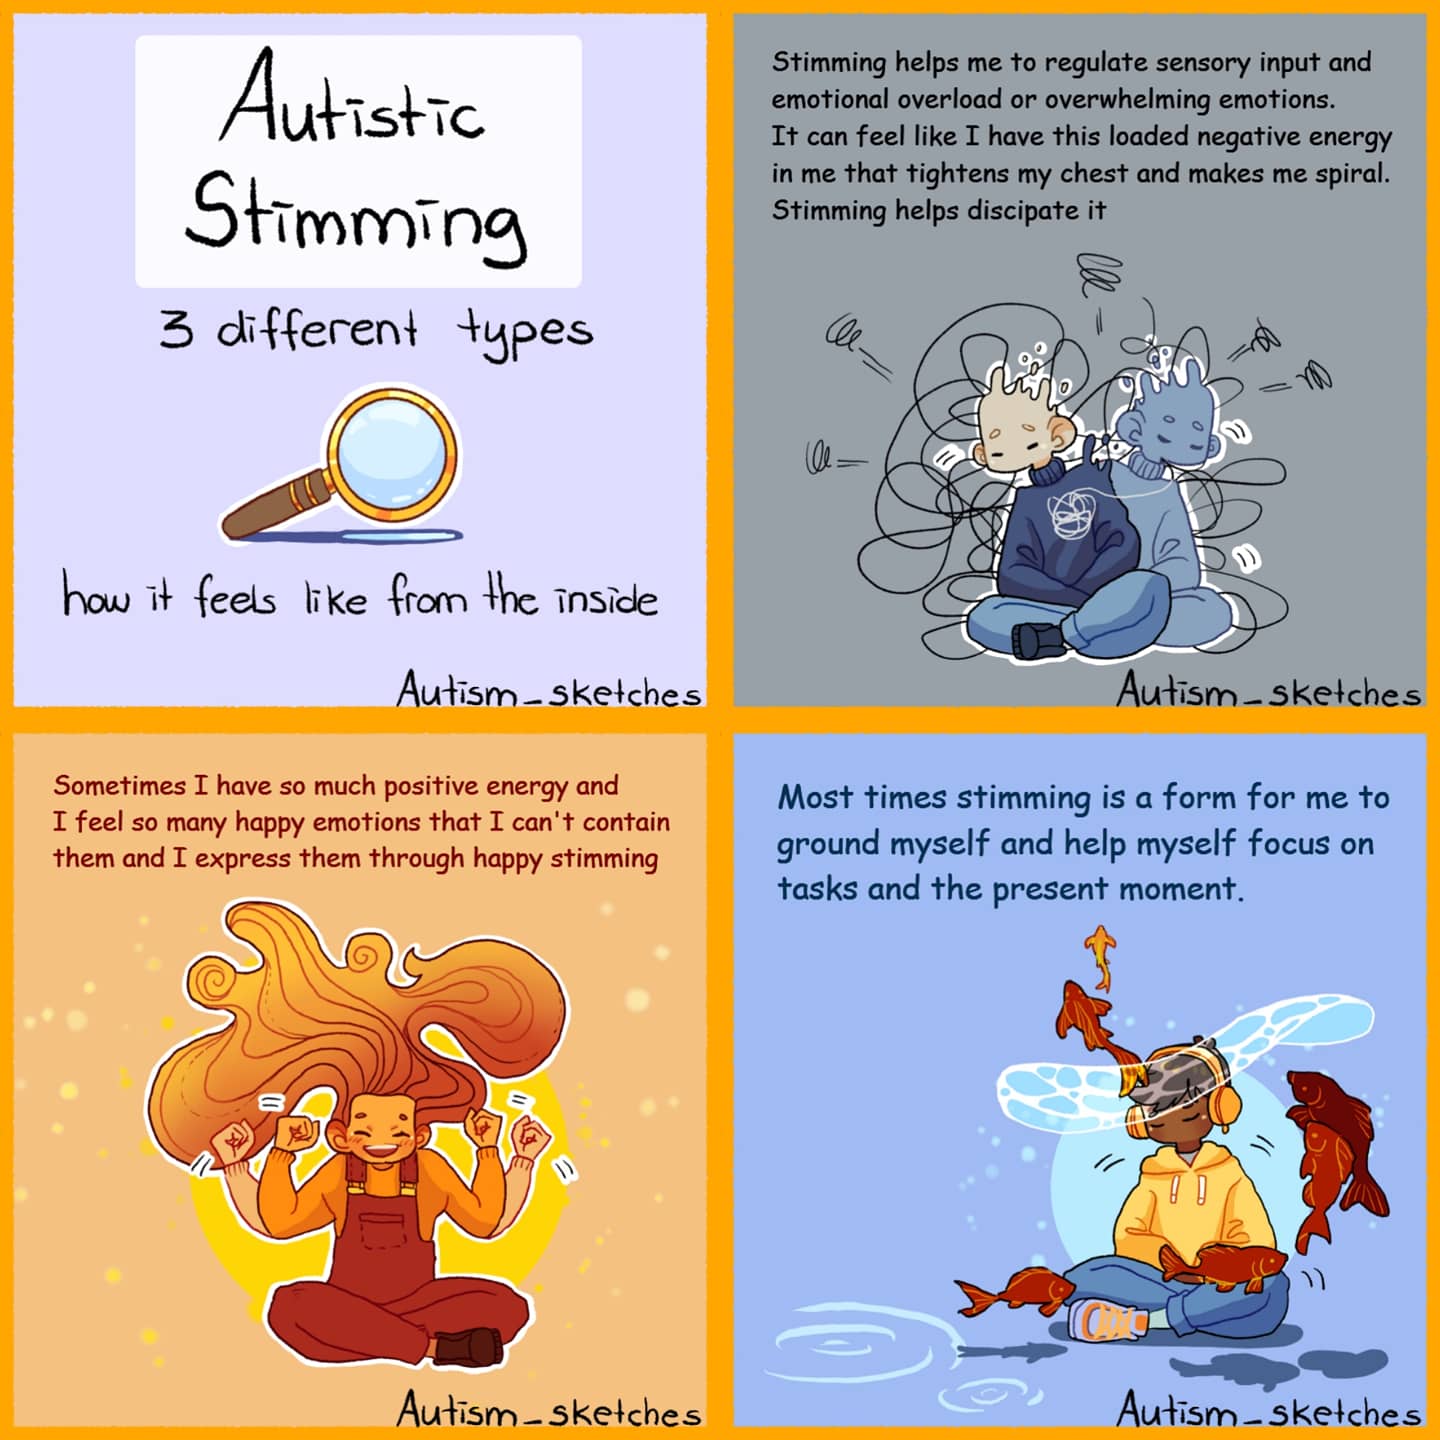 Autistic
Stimming
3 different types
how it feels like from the inside
Autism_sketches
Stimming helps me to regulate sensory input and
emotional overload or overwhelming emotions.
It can feel like I have this loaded negative energy
in me that tightens my chest and makes me spiral.
Stimming helps discipate it
Autism_sketches
Sometimes I have so much positive energy and
I feel so many happy emotions that I can't contain
them and I express them through happy stimming
Autism_sketches
Most times stimming is a form for me to
ground myself and help myself focus on
tasks and the present moment.
Autism_sketches